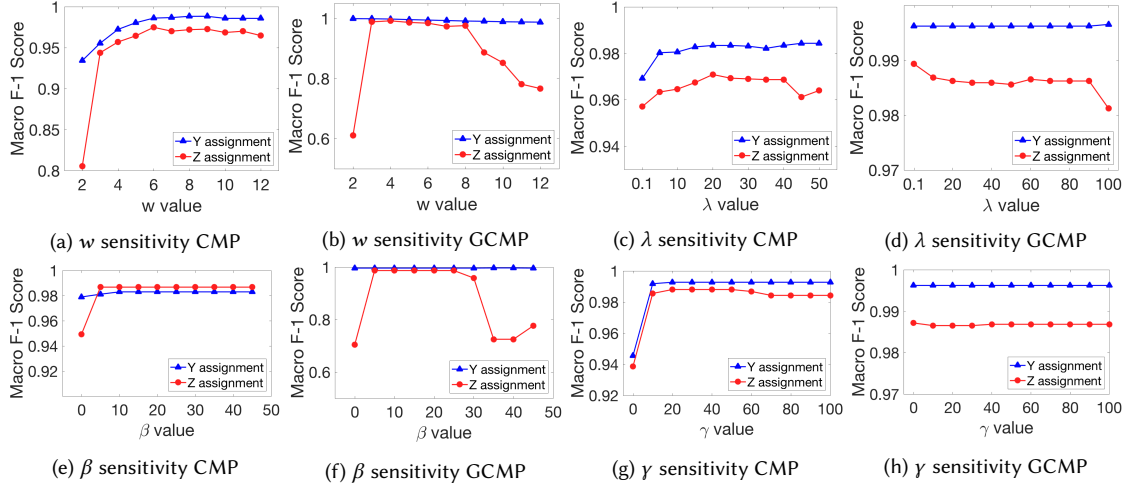 Macro F-1 Score
1
0.95
0.9
0.85
0.8
Y assignment
Z assignment
2 4 6 8 10 12
w value
(a) w sensitivity CMP
Macro F-1 Score
1
0.8
0.6
Y assignment
Z assignment
2 4 6 8 10 12
w value
(b) w sensitivity GCMP
Macro F-1 Score
1
0.98
0.96
0.94
Y assignment
Z assignment
0.1 10 20 30 40 50
λ value
(c) λ sensitivity CMP
Macro F-1 Score
1
0.99
0.98
0.97
Y assignment
Z assignment
0.1 20 40 60 80 100
λ value
(d) λ sensitivity GCMP
Macro F-1 Score
1
0.98
0.96
0.94
0.92
Y assignment
Z assignment
0 10 20 30 40 50
β value
(e) β sensitivity CMP
Macro F-1 Score
1
0.8
0.6
Y assignment
Z assignment
0 10 20 30 40 50
β value
(f) β sensitivity GCMP
Macro F-1 Score
1
0.98
0.96
0.94
0.92
Y assignment
Z assignment
0 20 40 60 80 100
γ value
(g) γ sensitivity CMP
Macro F-1 Score
1
0.99
0.98
0.97
Y assignment
Z assignment
0 20 40 60 80 100
γ value
(h) γ sensitivity GCMP